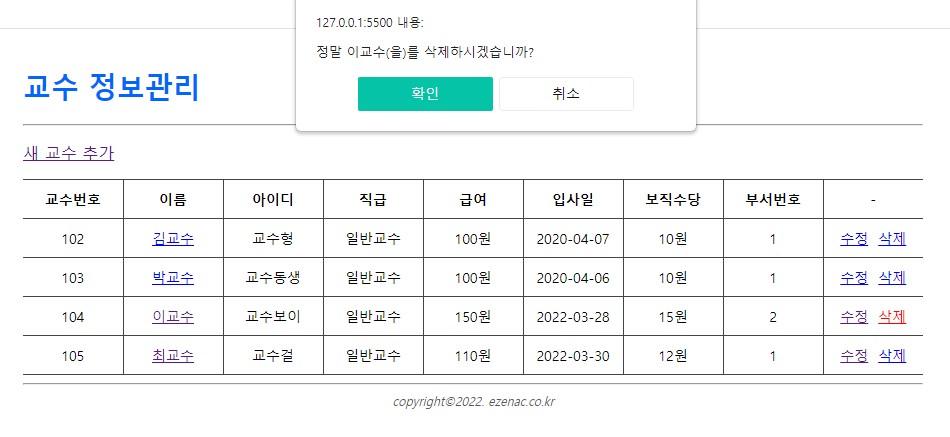 127.0.0.1:5500 내용:
정말 이교수(을)를 삭제하시겠습니까?
확인 취소
교수 정보관리
새 교수 추가
교수번호 이름 아이디 직급 급여 입사일 보직수당 부서번호 -
102 김교수 교수형 일반교수 100원 2020-04-07 10원 1 수정 삭제
103 박교수 교수동생 일반교수 100원 2020-04-06 10원 1 수정 삭제
104 이교수 교수보이 일반교수 150원 2022-03-28 15원 2 수정 삭제
105 최교수 교수걸 일반교수 110원 2022-03-30 12원 1 수정 삭제
copyright©2022. ezenac.co.kr